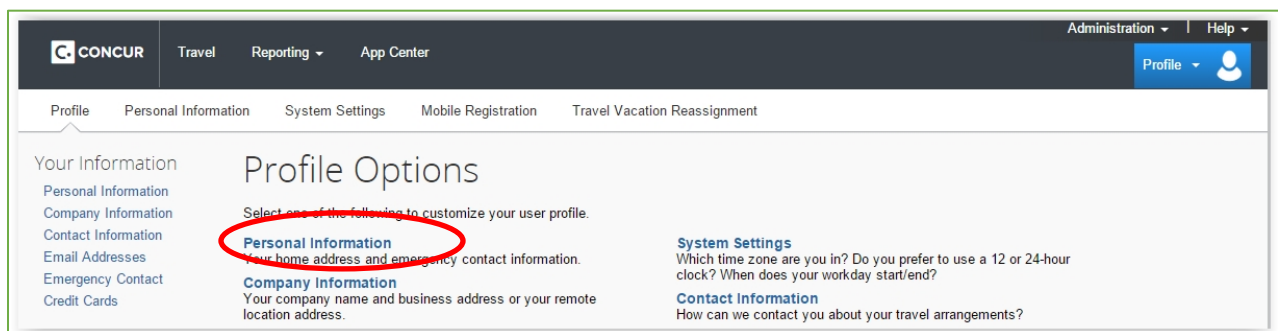 Administration | Help
C. CONCUR Travel Reporting App Center
Profile
Profile Personal Information System Settings Mobile Registration Travel Vacation Reassignment
Your Information
Personal Information
Company Information
Contact Information
Email Addresses
Emergency Contact
Credit Cards
Profile Options
Select one of the following to customize your user profile.
Personal Information
Your home address and emergency contact information.
Company Information
Your company name and business address or your remote
location address.
System Settings
Which time zone are you in? Do you prefer to use a 12 or 24-hour
clock? When does your workday start/end?
Contact Information
How can we contact you about your travel arrangements?